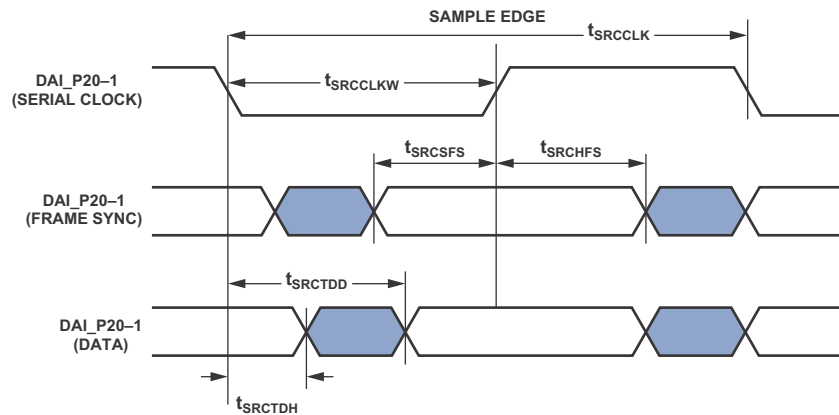 SAMPLE EDGE
tSRCCLK
DAI_P20–1
(SERIAL CLOCK)
tSRCCLKW
tSRCSFS
tSRCHFS
DAI_P20–1
(FRAME SYNC)
tSRCTDD
DAI_P20–1
(DATA)
tSRCTDH